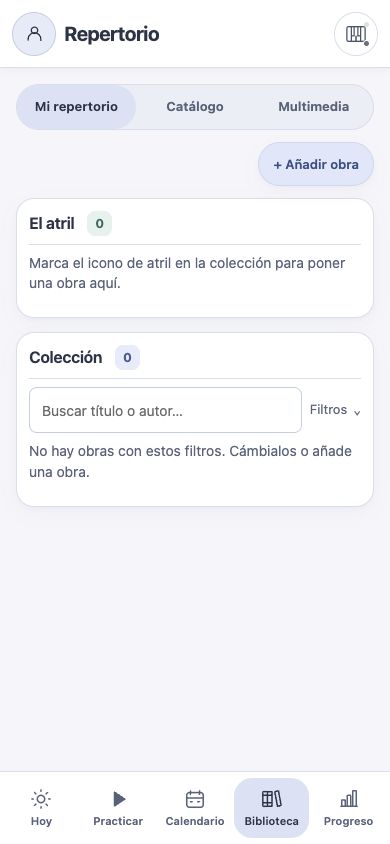 Repertorio
Mi repertorio
Catálogo
Multimedia
+ Añadir obra
El atril 0
Marca el icono de atril en la colección para poner
una obra aquí.
Colección 0
Buscar título o autor...
Filtros
No hay obras con estos filtros. Cámbialos o añade
una obra.
Hoy
Practicar
Calendario
Biblioteca
Progreso